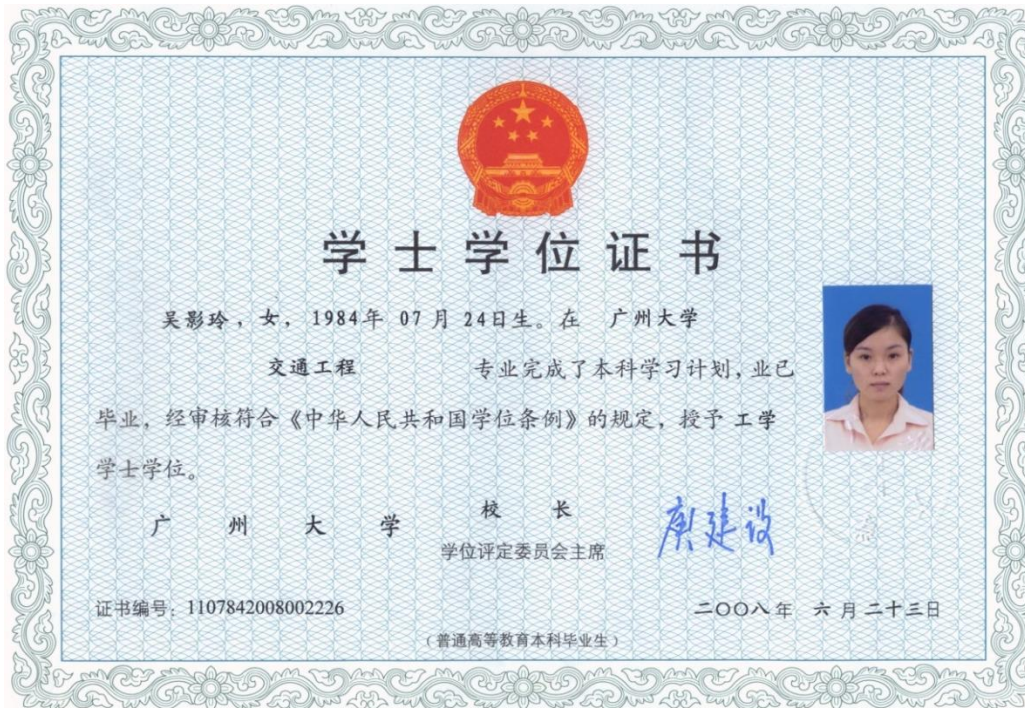 学士学位证书
吴影玲，女，1984年 07月 24日生。在 广州大学
交通工程 专业完成了本科学习计划，业已
毕业，经审核符合《中华人民共和国学位条例》的规定，授予 工学
学士学位。
广州大学 校长
学位评定委员会主席
庾建设
证书编号：1107842008002226 二〇〇八年 六月二十三日
（普通高等教育本科毕业生）